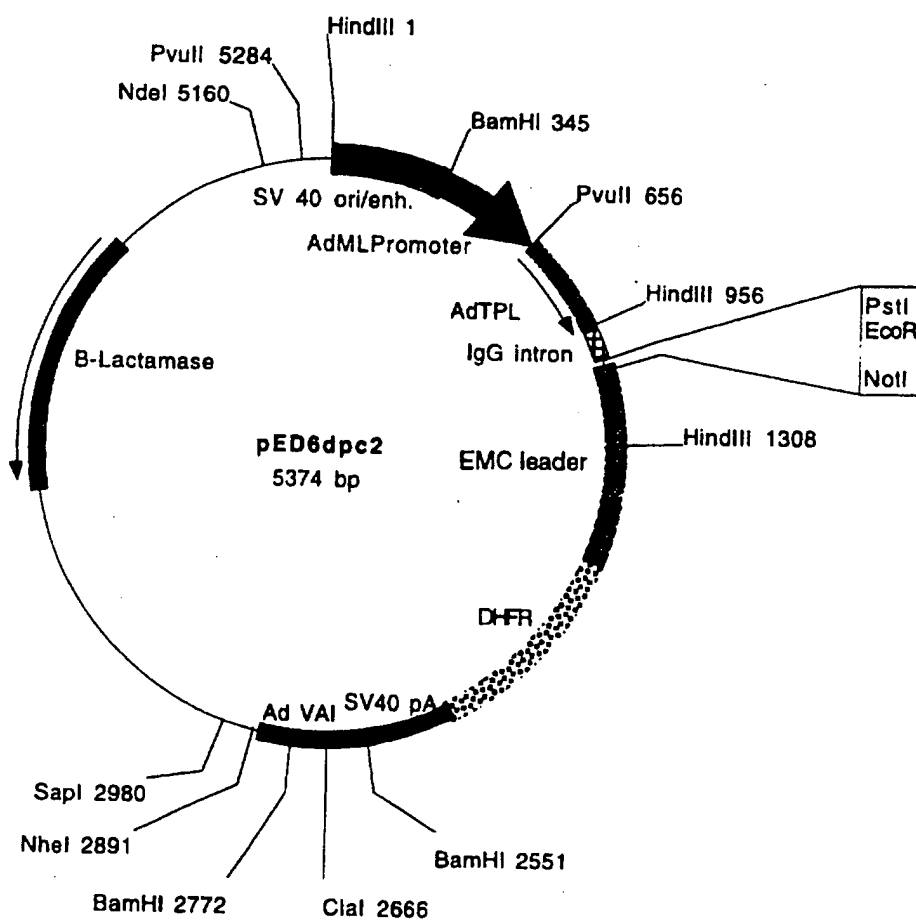 HindIII 1
PvuII 5284
NdeI 5160
BamHI 345
SV 40 ori/enh.
PvuII 656
AdMLPromoter
HindIII 956
AdTPL
PstI
EcoR
IgG intron
NotI
B-Lactamase
HindIII 1308
pED6dpc2
EMC leader
5374 bp
DHFR
SV40 pA
Ad VAI
SapI 2980
NheI 2891
BamHI 2551
BamHI 2772
ClaI 2666